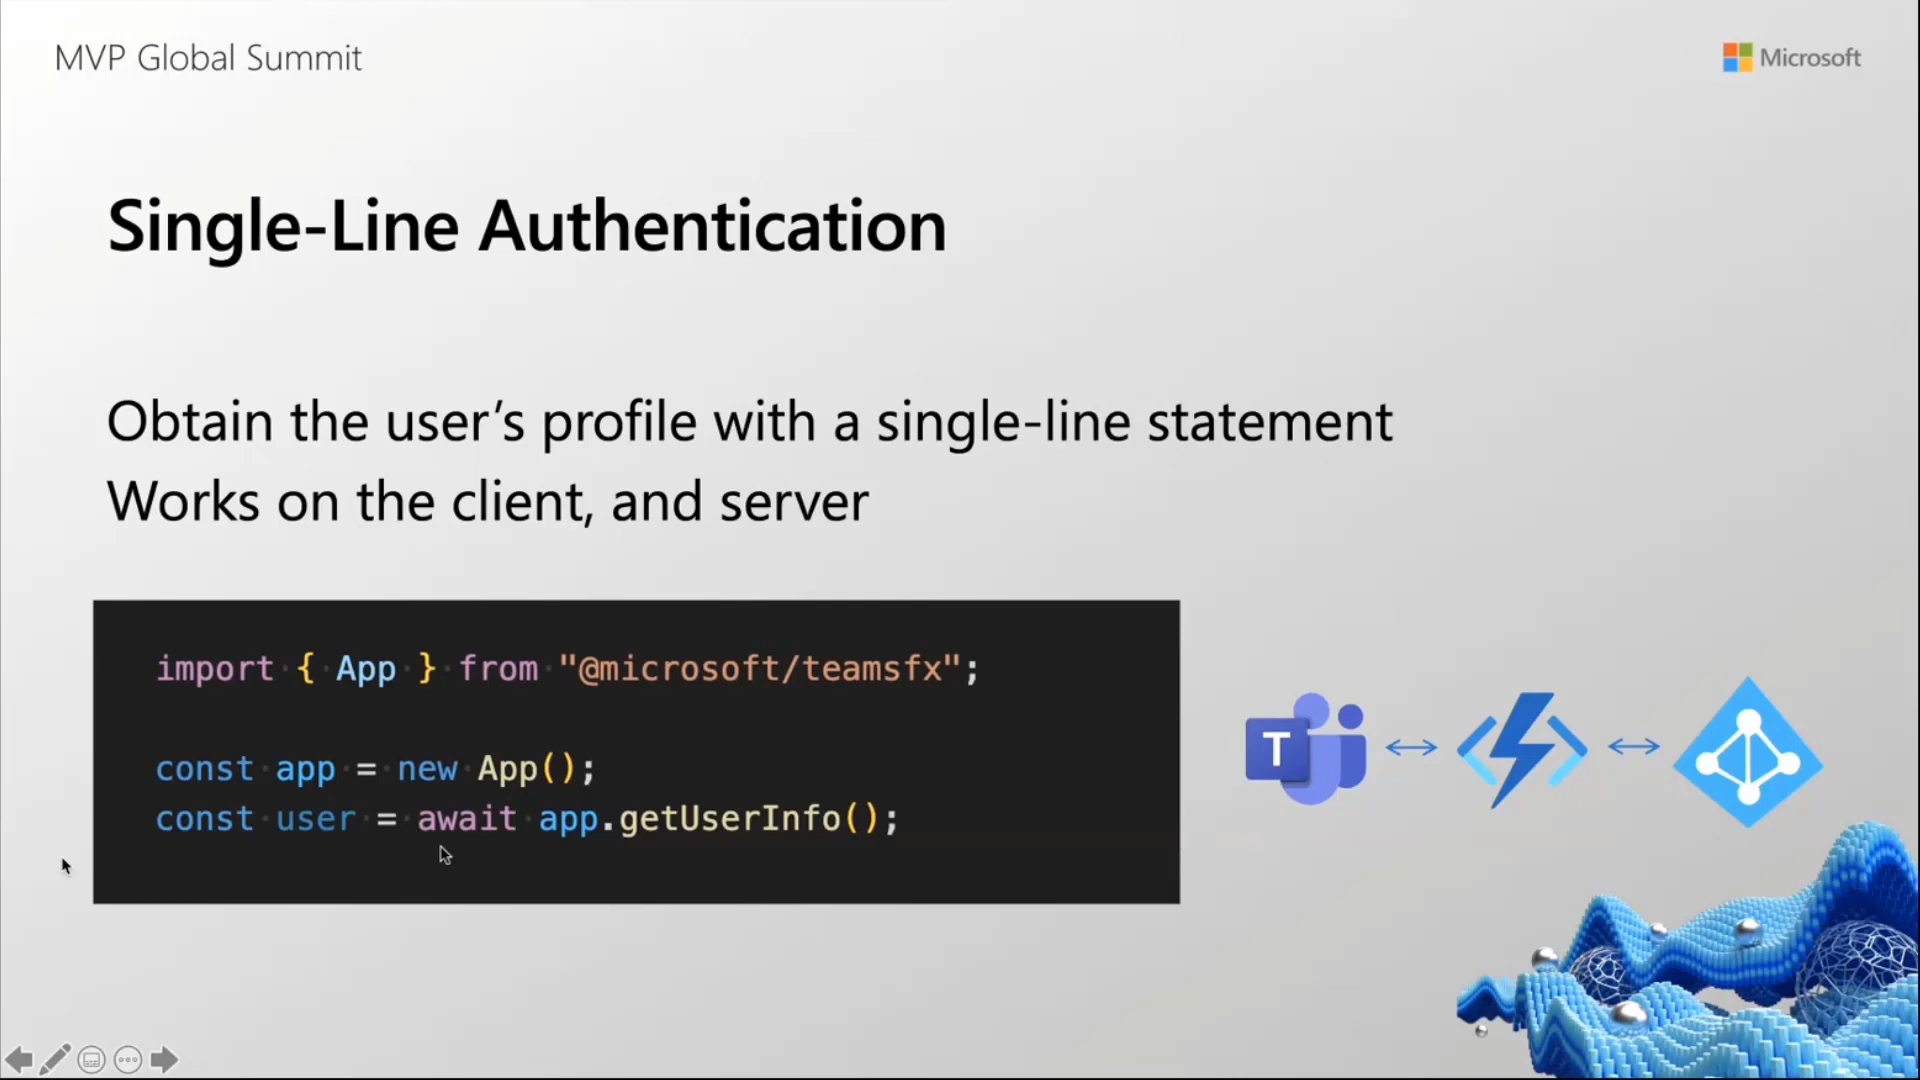 MVP Global Summit
Microsoft
Single-Line Authentication
Obtain the user’s profile with a single-line statement
Works on the client, and server
import { App } from "@microsoft/teamsfx";
const app = new App();
const user = await app.getUserInfo();
T